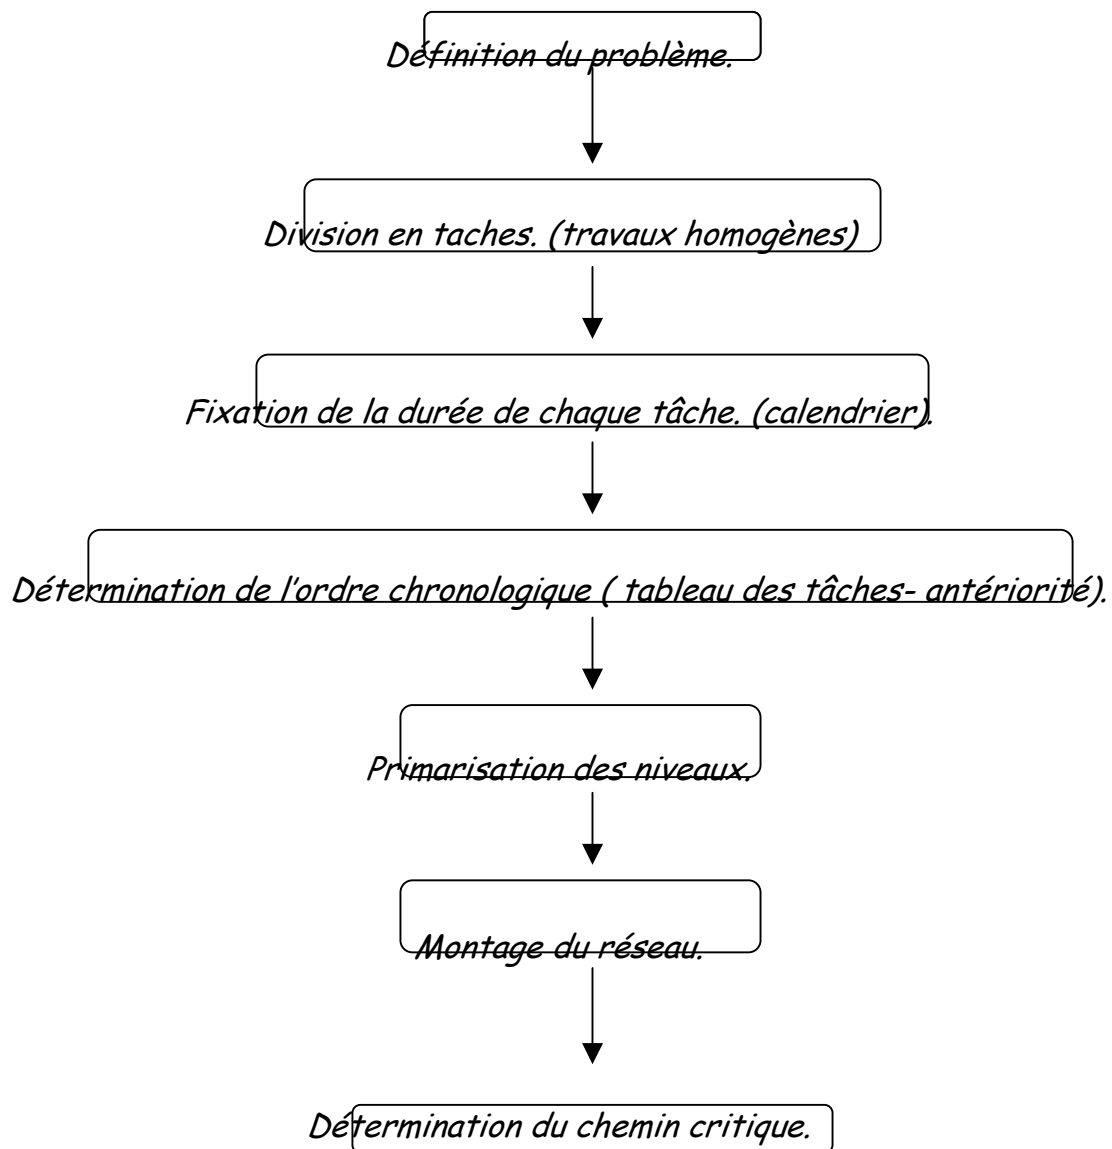 Définition du problème.
Division en taches. (travaux homogènes)
Fixation de la durée de chaque tâche. (calendrier).
Détermination de l'ordre chronologique ( tableau des tâches- antériorité).
Primarisation des niveaux.
Montage du réseau.
Détermination du chemin critique.